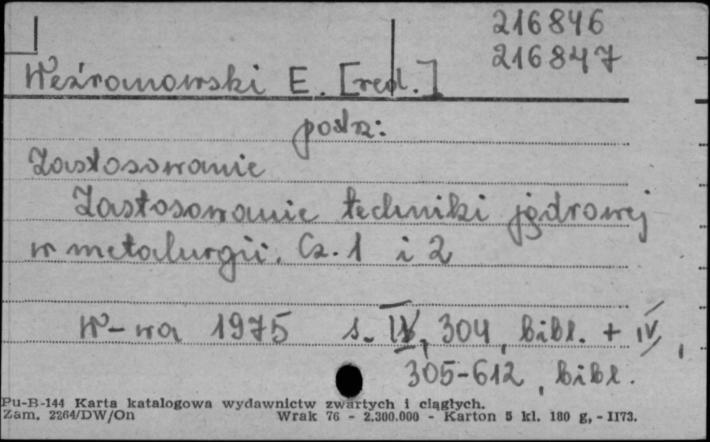 216846
216847
Weźranowski E. [red.]
patrz:
Zastosowanie
Zastosowanie techniki jądrowej
w metalurgii. Cz. 1 i 2
W-wa 1975 s. IV, 304, bibl. + IV,
305-612, bibl.
Pu-B-144 Karta katalogowa wydawnictw zwartych i ciągłych.
Zam. 2264/DW/On Wrak 76 - 2.300.000 - Karton 5 kl. 180 g, - 1173.